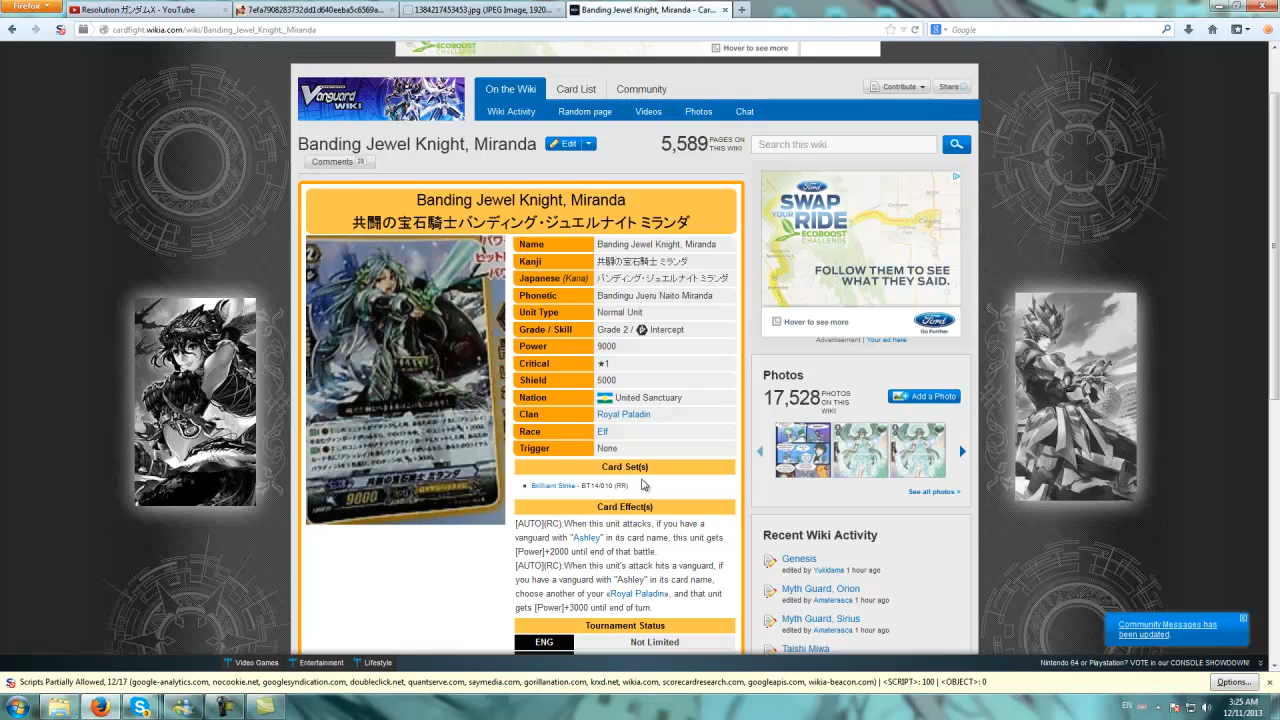 Firefox
Resolution ガンダムX - YouTube
7efa7908283732dd1d640eeba5c6569a...
1384217453453.jpg (JPEG Image, 1920...
Banding Jewel Knight, Miranda - Car...
cardfight.wikia.com/wiki/Banding_Jewel_Knight,_Miranda
Google
ECOBOOST
Hover to see more
Vanguard
WIKI
On the Wiki
Card List
Community
Contribute
Share
Wiki Activity
Random page
Videos
Photos
Chat
Banding Jewel Knight, Miranda
Edit
5,589 PAGES ON THIS WIKI
Search this wiki
Comments 28
Banding Jewel Knight, Miranda
共闘の宝石騎士バンディング・ジュエルナイト ミランダ
Name Banding Jewel Knight, Miranda
Kanji 共闘の宝石騎士 ミランダ
Japanese (Kana) バンディング・ジュエルナイト ミランダ
Phonetic Bandingu Jueru Naito Miranda
Unit Type Normal Unit
Grade / Skill Grade 2 / Intercept
Power 9000
Critical ★1
Shield 5000
Nation United Sanctuary
Clan Royal Paladin
Race Elf
Trigger None
Card Set(s)
Brilliant Strike - BT14/010 (RR)
Card Effect(s)
[AUTO](RC):When this unit attacks, if you have a
vanguard with "Ashley" in its card name, this unit gets
[Power]+2000 until end of that battle.
[AUTO](RC):When this unit's attack hits a vanguard, if
you have a vanguard with "Ashley" in its card name,
choose another of your «Royal Paladin», and that unit
gets [Power]+3000 until end of turn.
Tournament Status
ENG Not Limited
9000
Ford
SWAP
YOUR
RIDE
ECOBOOST
CHALLENGE
Calgary
FOLLOW THEM TO SEE
WHAT THEY SAID.
Hover to see more
Ford
Go Further
Advertisement | Your ad here
Photos
17,528 PHOTOS ON THIS WIKI
Add a Photo
See all photos >
Recent Wiki Activity
Genesis
edited by Yukidama 1 hour ago
Myth Guard, Orion
edited by Amaterasca 1 hour ago
Myth Guard, Sirius
edited by Amaterasca 1 hour ago
Taishi Miwa
Community Messages has
been updated.
Video Games
Entertainment
Lifestyle
Nintendo 64 or Playstation? VOTE in our CONSOLE SHOWDOWN!
Scripts Partially Allowed, 12/17 (google-analytics.com, nocookie.net, googlesyndication.com, doubleclick.net, quantserve.com, saymedia.com, gorillanation.com, krxd.net, wikia.com, scorecardresearch.com, googleapis.com, wikia-beacon.com) | <SCRIPT>: 100 | <OBJECT>: 0
Options...
EN
3:25 AM
12/11/2013